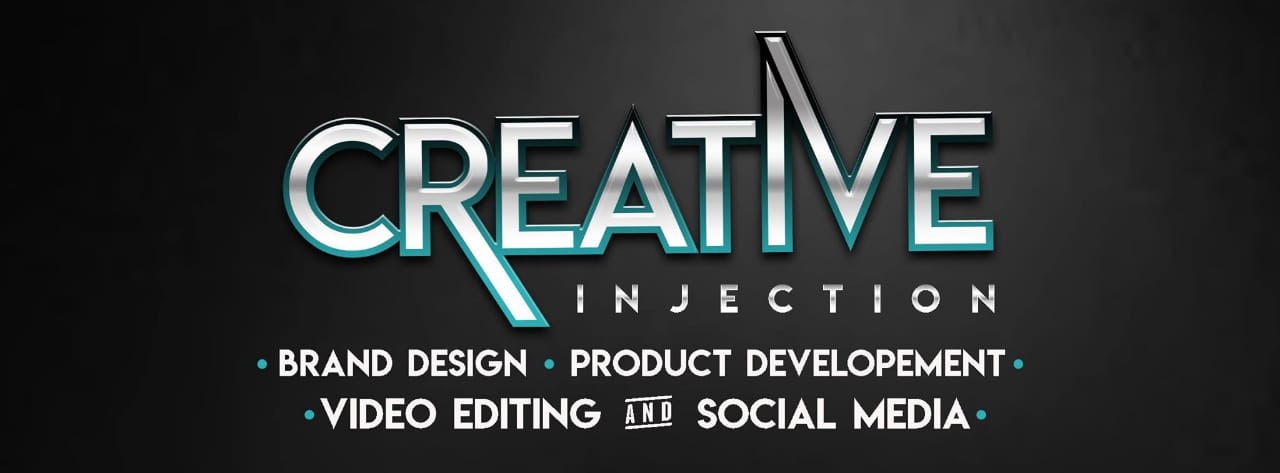 CREATIVE
INJECTION
• BRAND DESIGN • PRODUCT DEVELOPEMENT •
• VIDEO EDITING AND SOCIAL MEDIA •